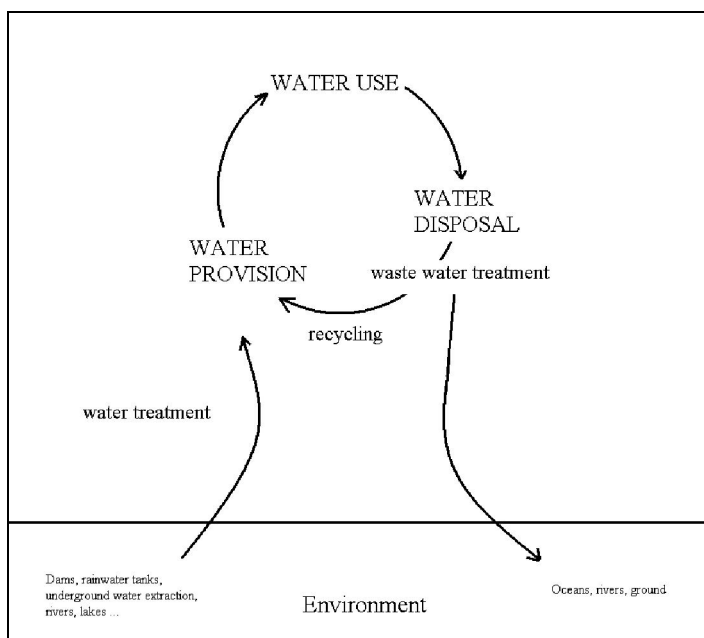 WATER USE
WATER
DISPOSAL
WATER
PROVISION
waste water treatment
recycling
water treatment
Dams, rainwater tanks,
underground water extraction,
rivers, lakes ...
Oceans, rivers, ground
Environment